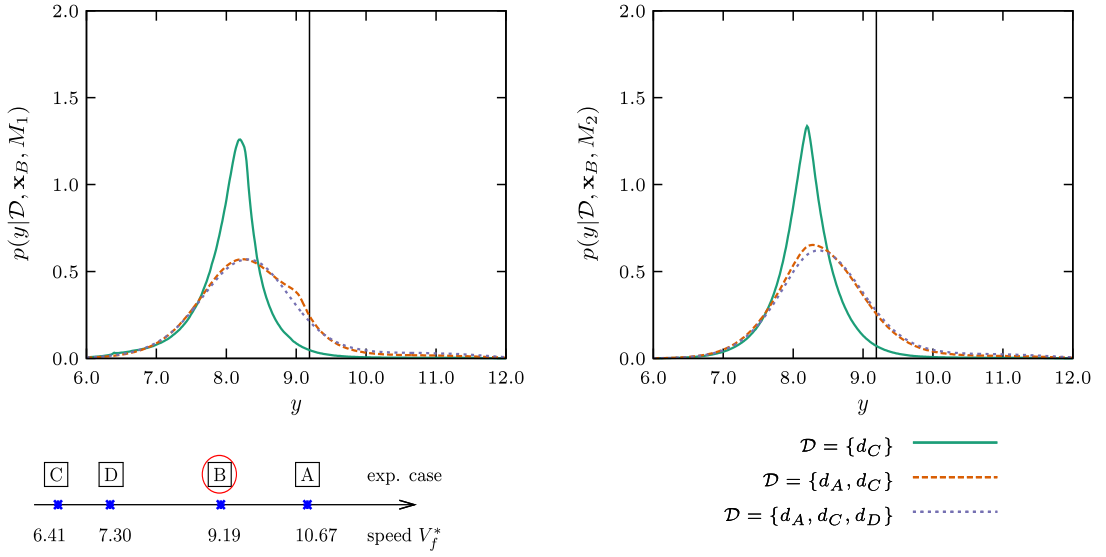 2.0
1.5
1.0
0.5
0.0
6.0 7.0 8.0 9.0 10.0 11.0 12.0
y
p(y|𝒟, x_B, M_1)
2.0
1.5
1.0
0.5
0.0
6.0 7.0 8.0 9.0 10.0 11.0 12.0
y
p(y|𝒟, x_B, M_2)
C D B A exp. case
6.41 7.30 9.19 10.67 speed V_f^*
𝒟 = {d_C}
𝒟 = {d_A, d_C}
𝒟 = {d_A, d_C, d_D}